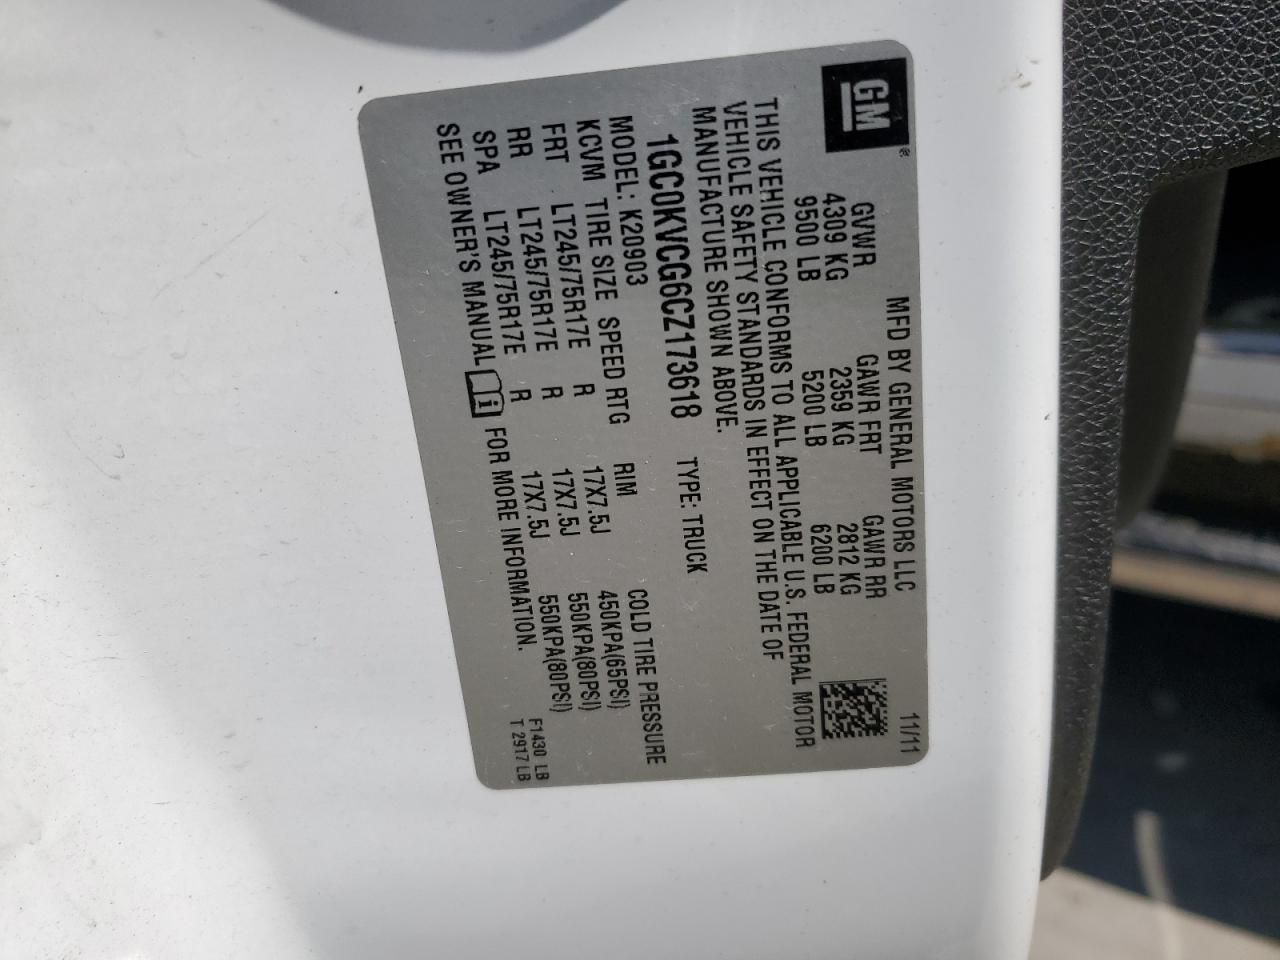 GM ®
MFD BY GENERAL MOTORS LLC 11/11
GVWR GAWR FRT GAWR RR
4309 KG 2359 KG 2812 KG
9500 LB 5200 LB 6200 LB
THIS VEHICLE CONFORMS TO ALL APPLICABLE U.S. FEDERAL MOTOR
VEHICLE SAFETY STANDARDS IN EFFECT ON THE DATE OF
MANUFACTURE SHOWN ABOVE.
1GC0KVCG6CZ173618 TYPE: TRUCK
MODEL: K20903
KCVM TIRE SIZE SPEED RTG RIM COLD TIRE PRESSURE
FRT LT245/75R17E R 17X7.5J 450KPA(65PSI)
RR LT245/75R17E R 17X7.5J 550KPA(80PSI)
SPA LT245/75R17E R 17X7.5J 550KPA(80PSI)
SEE OWNER'S MANUAL FOR MORE INFORMATION.
F1430 LB
T 2917 LB